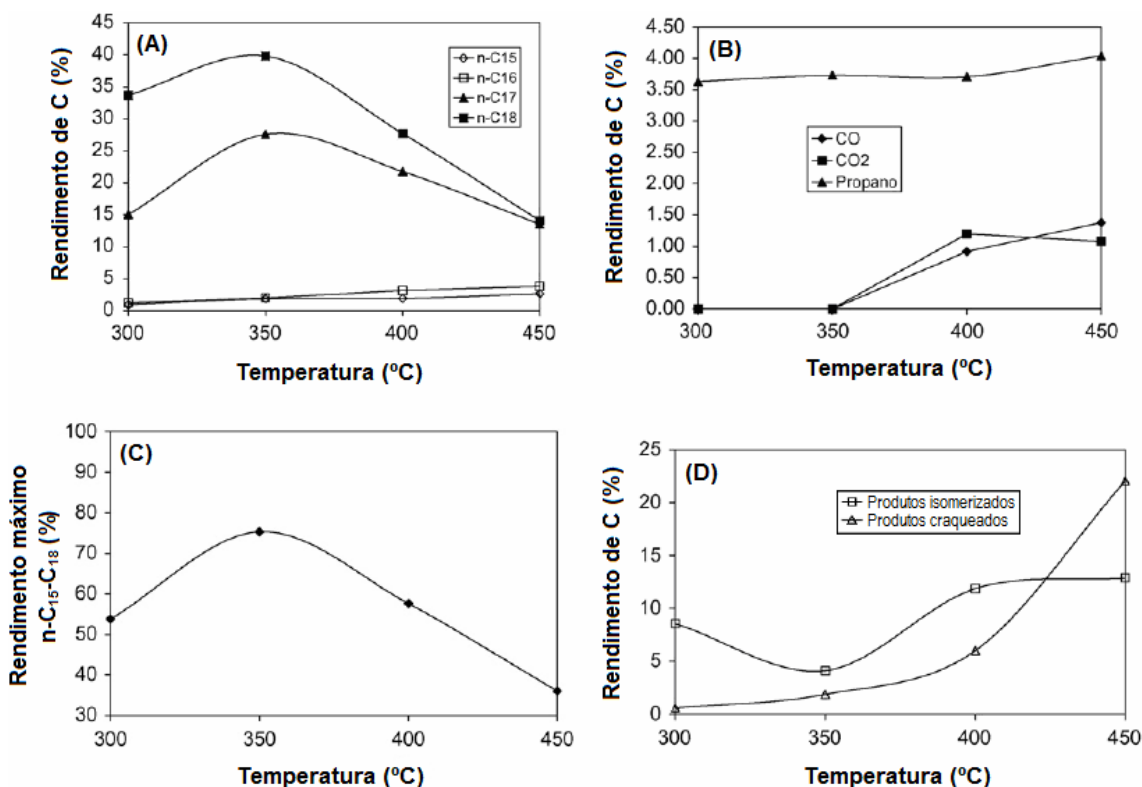 (A)
Rendimento de C (%)
45
40
35
30
25
20
15
10
5
0
n-C15
n-C16
n-C17
n-C18
300 350 400 450
Temperatura (ºC)
(B)
Rendimento de C (%)
4.50
4.00
3.50
3.00
2.50
2.00
1.50
1.00
0.50
0.00
CO
CO2
Propano
300 350 400 450
Temperatura (ºC)
(C)
Rendimento máximo
n-C₁₅-C₁₈ (%)
100
90
80
70
60
50
40
30
300 350 400 450
Temperatura (ºC)
(D)
Rendimento de C (%)
25
20
15
10
5
0
Produtos isomerizados
Produtos craqueados
300 350 400 450
Temperatura (ºC)